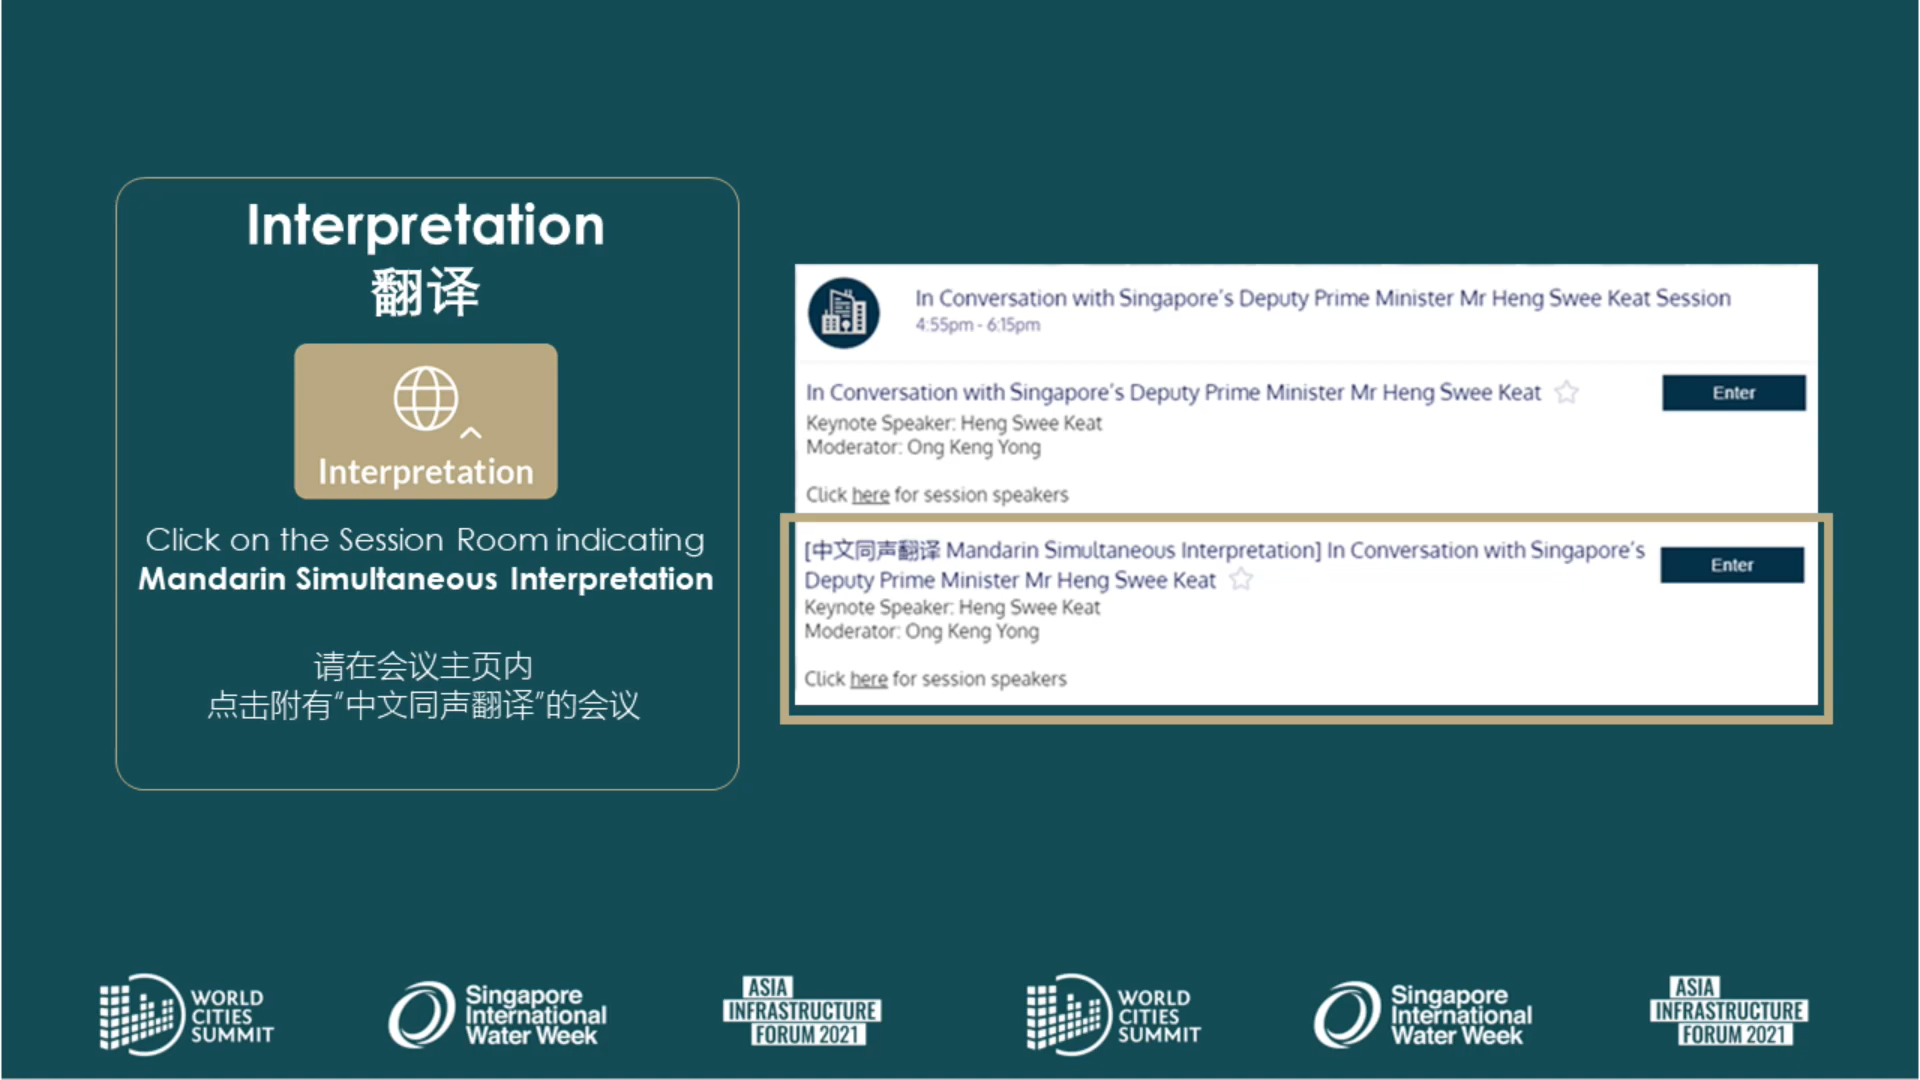 Interpretation
翻译
Interpretation
Click on the Session Room indicating
Mandarin Simultaneous Interpretation
请在会议主页内
点击附有“中文同声翻译”的会议
In Conversation with Singapore's Deputy Prime Minister Mr Heng Swee Keat Session
4:55pm - 6:15pm
In Conversation with Singapore's Deputy Prime Minister Mr Heng Swee Keat
Enter
Keynote Speaker: Heng Swee Keat
Moderator: Ong Keng Yong
Click here for session speakers
[中文同声翻译 Mandarin Simultaneous Interpretation] In Conversation with Singapore's
Deputy Prime Minister Mr Heng Swee Keat
Enter
Keynote Speaker: Heng Swee Keat
Moderator: Ong Keng Yong
Click here for session speakers
WORLD
CITIES
SUMMIT
Singapore
International
Water Week
ASIA
INFRASTRUCTURE
FORUM 2021
WORLD
CITIES
SUMMIT
Singapore
International
Water Week
ASIA
INFRASTRUCTURE
FORUM 2021